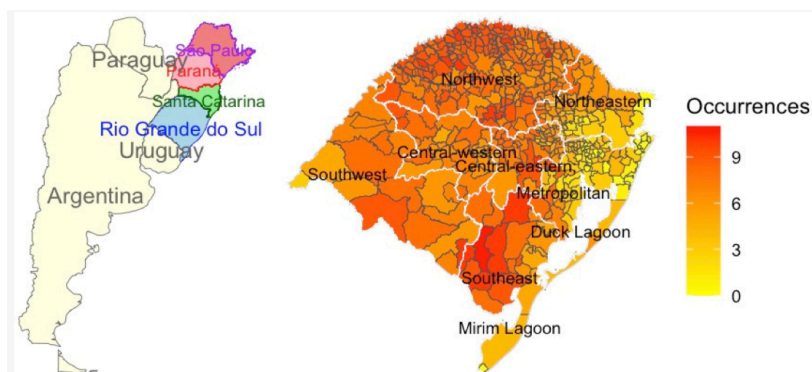 São Paulo
Paraguay
Paraná
Santa Catarina
Rio Grande do Sul
Uruguay
Argentina
Northwest
Northeastern
Central-western
Central-eastern
Southwest
Metropolitan
Duck Lagoon
Southeast
Mirim Lagoon
Occurrences
9
6
3
0